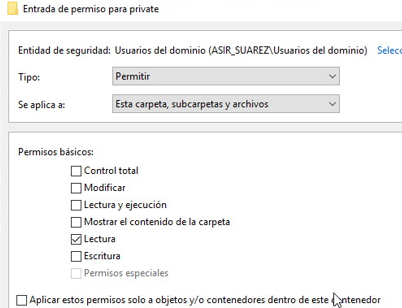 Entrada de permiso para private
Entidad de seguridad: Usuarios del dominio (ASIR_SUAREZ\Usuarios del dominio)
Tipo: Permitir
Se aplica a: Esta carpeta, subcarpetas y archivos
Permisos básicos:
Control total
Modificar
Lectura y ejecución
Mostrar el contenido de la carpeta
Lectura
Escritura
Permisos especiales
Aplicar estos permisos solo a objetos y/o contenedores dentro de este contenedor